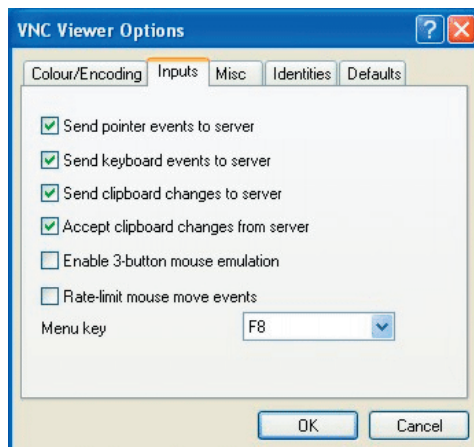 VNC Viewer Options
Colour/Encoding Inputs Misc Identities Defaults
Send pointer events to server
Send keyboard events to server
Send clipboard changes to server
Accept clipboard changes from server
Enable 3-button mouse emulation
Rate-limit mouse move events
Menu key F8
OK Cancel